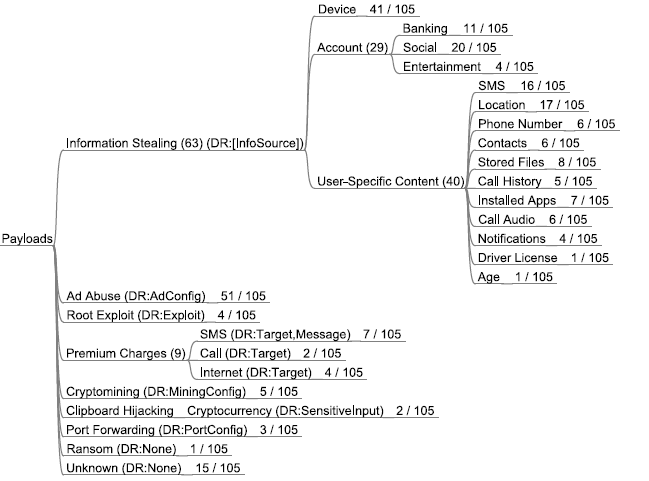 Device 41 / 105
Banking 11 / 105
Account (29)
Social 20 / 105
Entertainment 4 / 105
SMS 16 / 105
Location 17 / 105
Phone Number 6 / 105
Information Stealing (63) (DR:[InfoSource])
Contacts 6 / 105
Stored Files 8 / 105
User-Specific Content (40)
Call History 5 / 105
Installed Apps 7 / 105
Call Audio 6 / 105
Payloads
Notifications 4 / 105
Driver License 1 / 105
Age 1 / 105
Ad Abuse (DR:AdConfig) 51 / 105
Root Exploit (DR:Exploit) 4 / 105
SMS (DR:Target,Message) 7 / 105
Premium Charges (9)
Call (DR:Target) 2 / 105
Internet (DR:Target) 4 / 105
Cryptomining (DR:MiningConfig) 5 / 105
Clipboard Hijacking Cryptocurrency (DR:SensitiveInput) 2 / 105
Port Forwarding (DR:PortConfig) 3 / 105
Ransom (DR:None) 1 / 105
Unknown (DR:None) 15 / 105